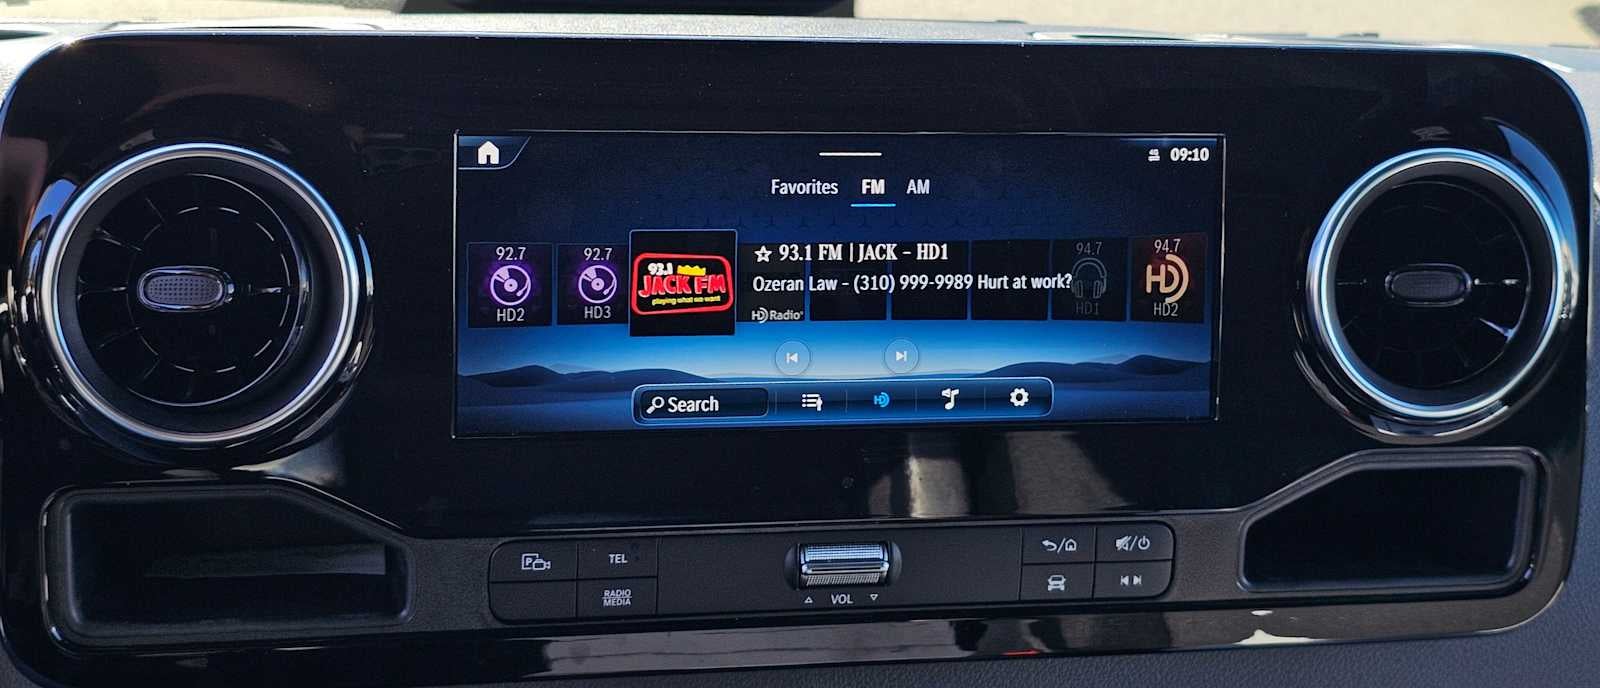 4G 09:10
Favorites FM AM
92.7
HD2
92.7
HD3
93.1
JACK FM
playing what we want
93.1 FM | JACK - HD1
Ozeran Law - (310) 999-9989 Hurt at work?
HD Radio
94.7
HD1
94.7
HD
HD2
Search
HD
P
TEL
RADIO
MEDIA
VOL